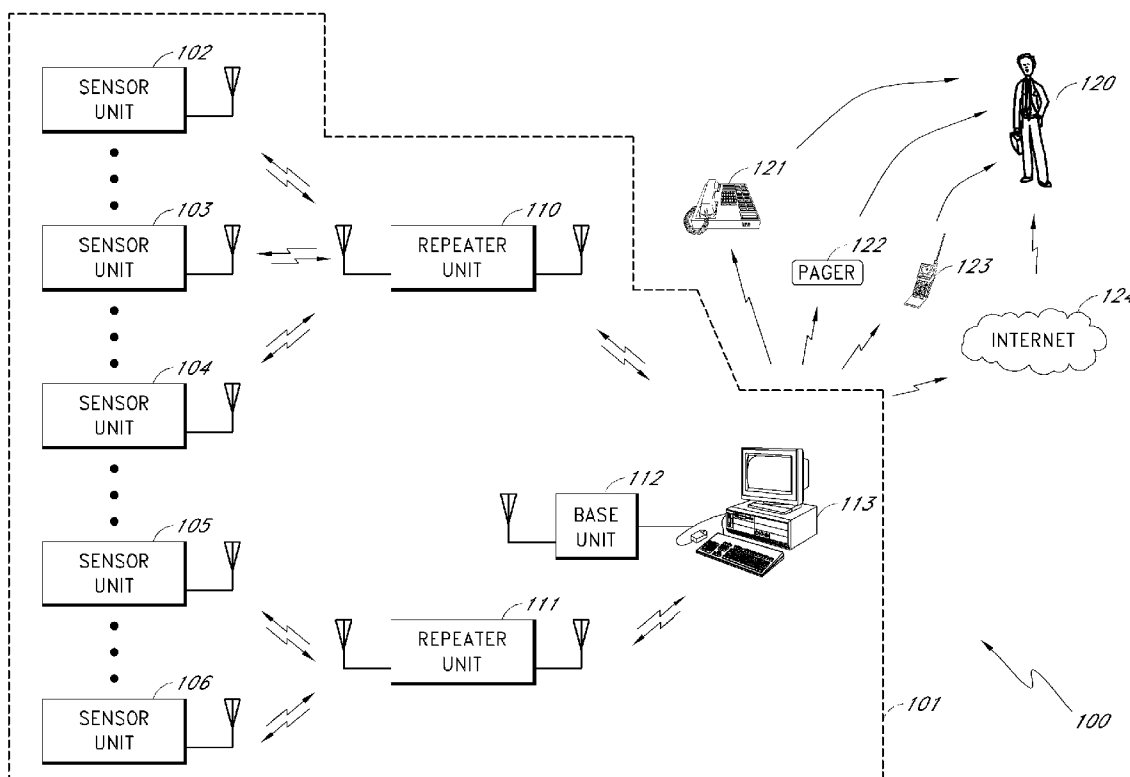 102
SENSOR
UNIT
103
SENSOR
UNIT
104
SENSOR
UNIT
105
SENSOR
UNIT
106
SENSOR
UNIT
110
REPEATER
UNIT
111
REPEATER
UNIT
112
BASE
UNIT
113
121
122
PAGER
123
124
INTERNET
120
101
100